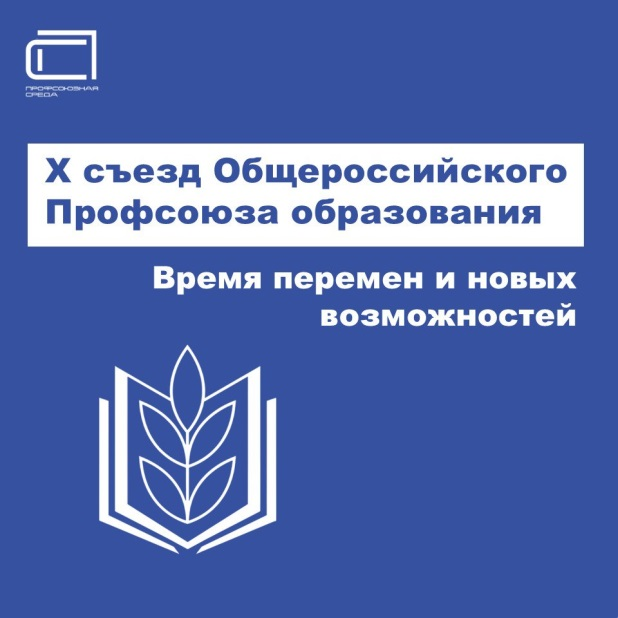 ПРОФСОЮЗНАЯ
СРЕДА
X съезд Общероссийского
Профсоюза образования
Время перемен и новых
возможностей